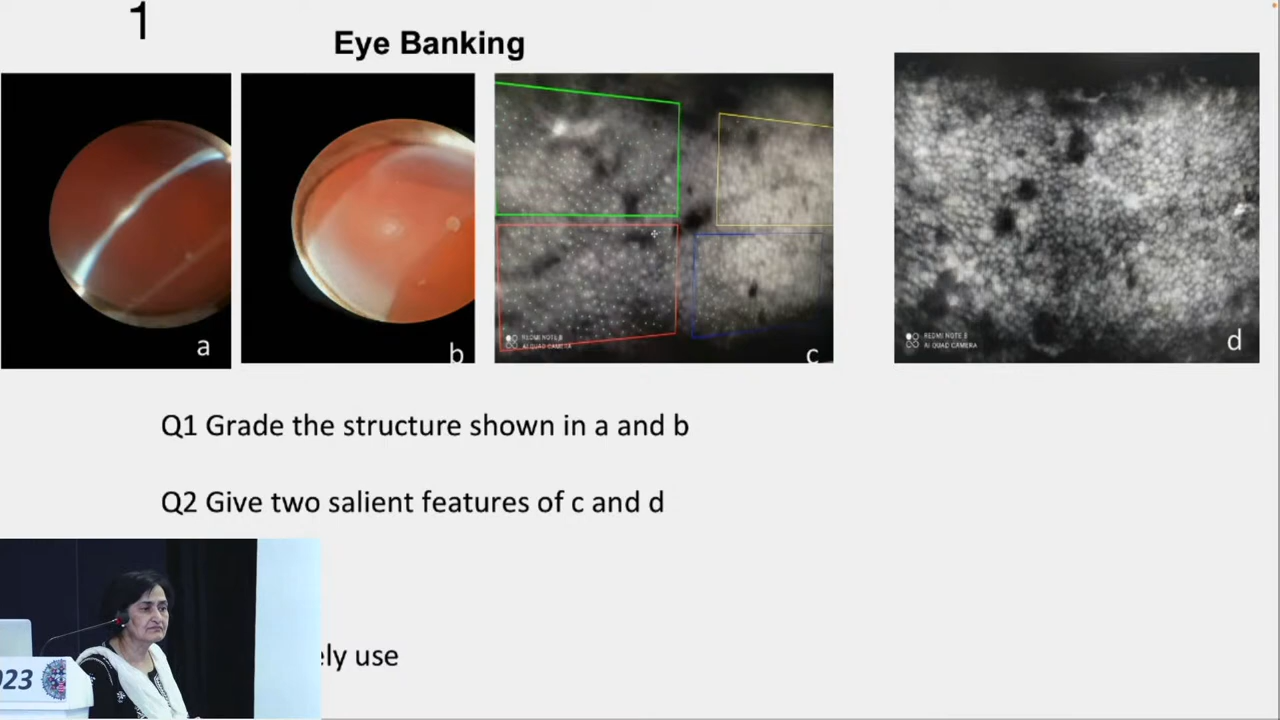 1
Eye Banking
a
b
REDMI NOTE 8
AI QUAD CAMERA
c
REDMI NOTE 8
AI QUAD CAMERA
d
Q1 Grade the structure shown in a and b
Q2 Give two salient features of c and d
use
023